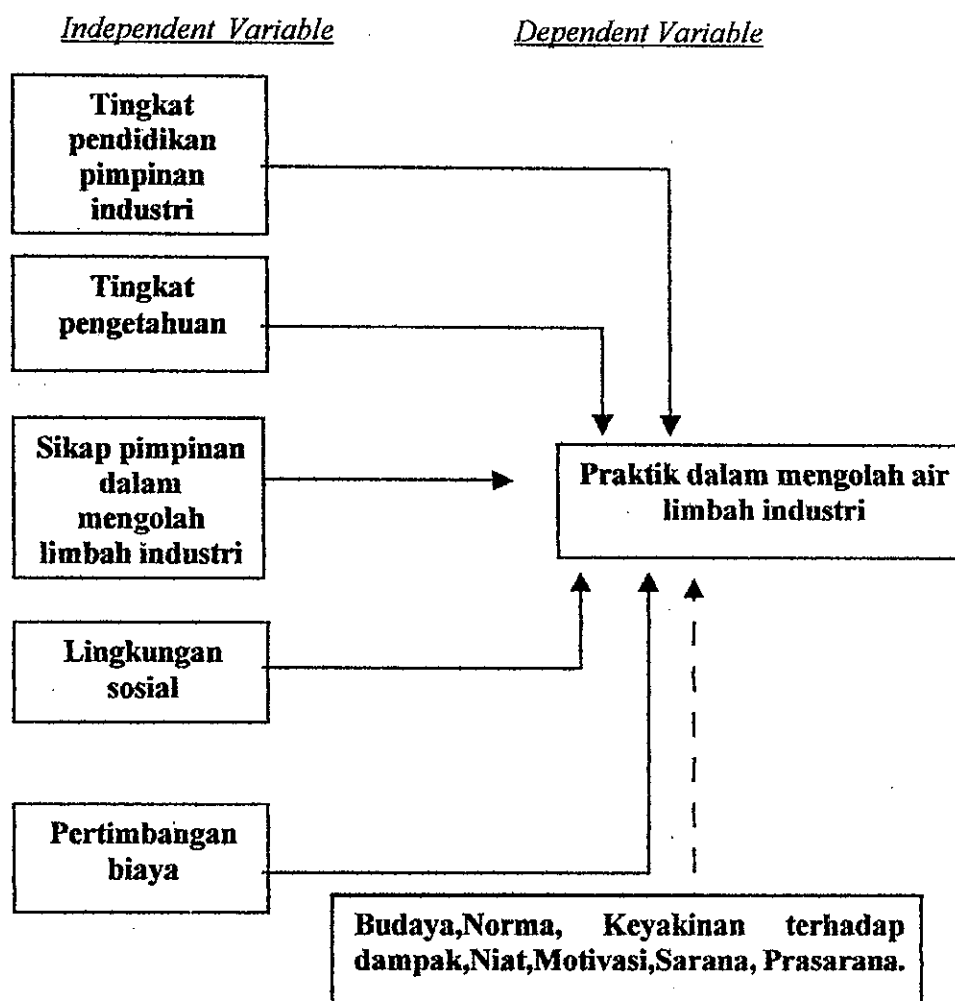 Independent Variable
Dependent Variable
Tingkat
pendidikan
pimpinan
industri
Tingkat
pengetahuan
Sikap pimpinan
dalam
mengolah
limbah industri
Praktik dalam mengolah air
limbah industri
Lingkungan
sosial
Pertimbangan
biaya
Budaya,Norma, Keyakinan terhadap
dampak,Niat,Motivasi,Sarana, Prasarana.